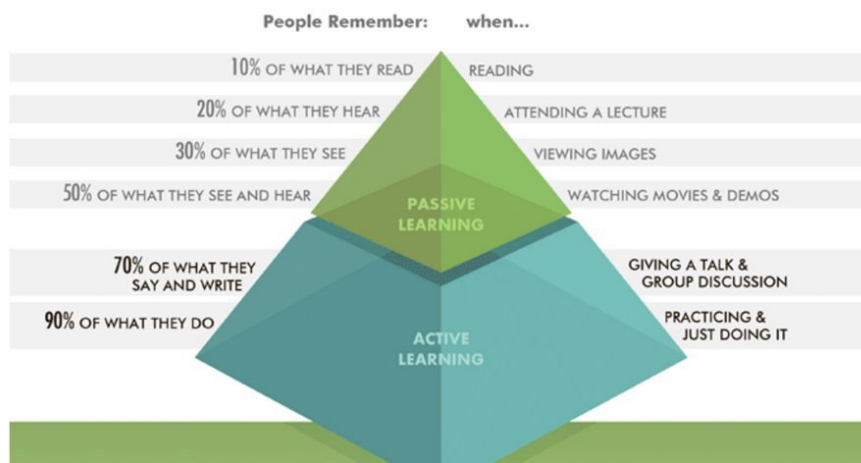 People Remember: when...
10% OF WHAT THEY READ READING
20% OF WHAT THEY HEAR ATTENDING A LECTURE
30% OF WHAT THEY SEE VIEWING IMAGES
50% OF WHAT THEY SEE AND HEAR WATCHING MOVIES & DEMOS
PASSIVE
LEARNING
70% OF WHAT THEY
SAY AND WRITE
GIVING A TALK &
GROUP DISCUSSION
90% OF WHAT THEY DO
PRACTICING &
JUST DOING IT
ACTIVE
LEARNING